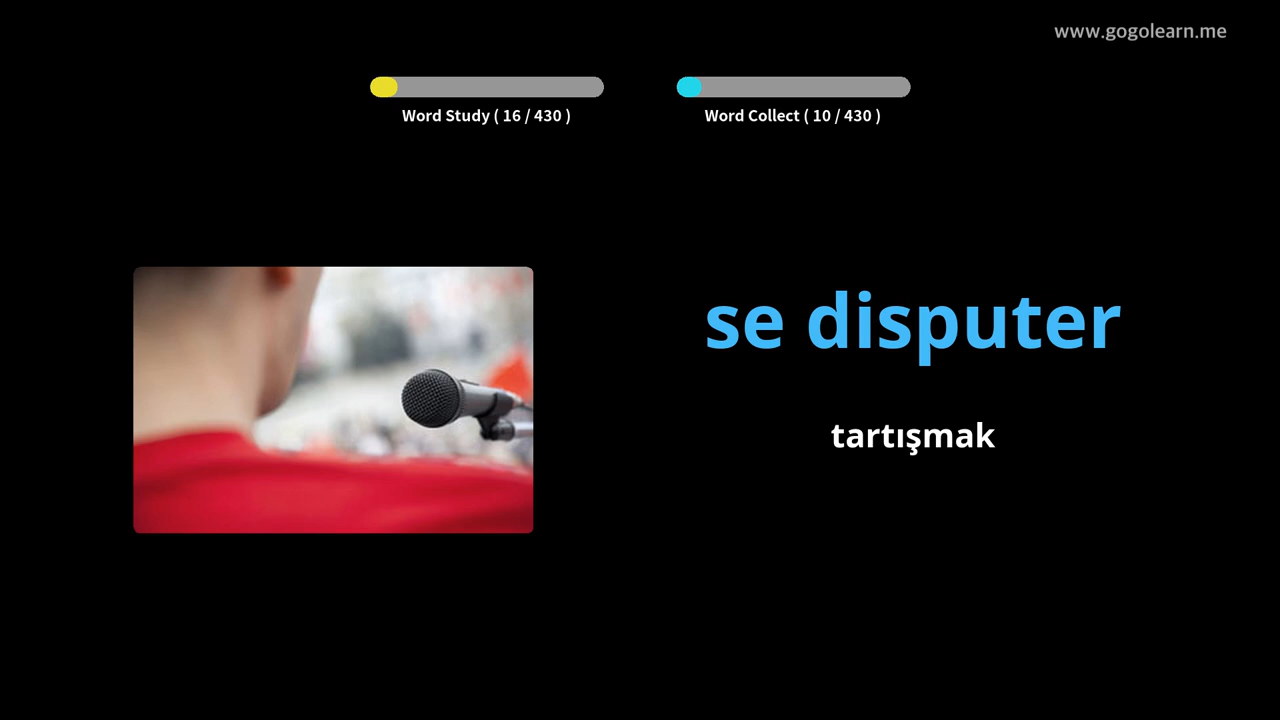 www.gogolearn.me
Word Study ( 16 / 430 )
Word Collect ( 10 / 430 )
se disputer
tartışmak